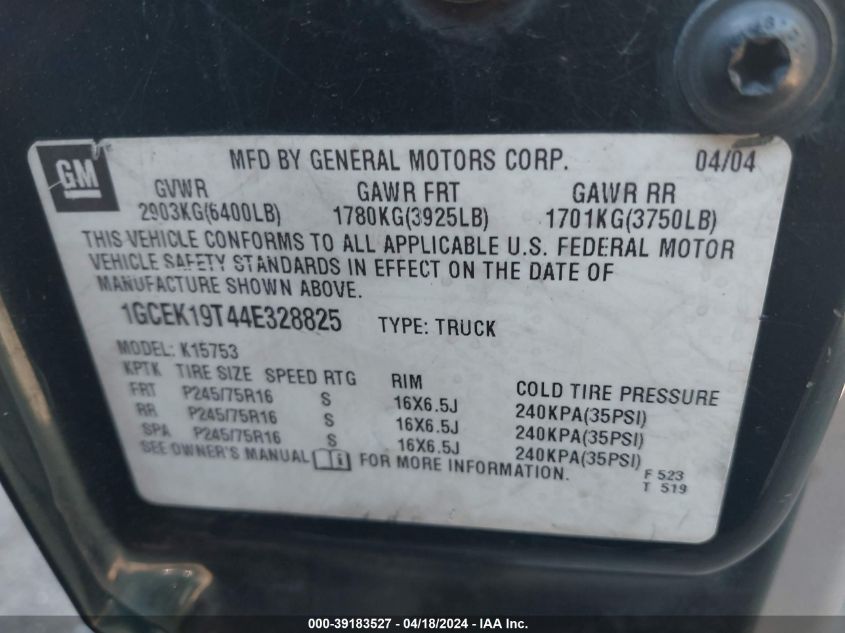 GM
MFD BY GENERAL MOTORS CORP. 04/04
GVWR GAWR FRT GAWR RR
2903KG(6400LB) 1780KG(3925LB) 1701KG(3750LB)
THIS VEHICLE CONFORMS TO ALL APPLICABLE U.S. FEDERAL MOTOR
VEHICLE SAFETY STANDARDS IN EFFECT ON THE DATE OF
MANUFACTURE SHOWN ABOVE.
1GCEK19T44E328825 TYPE: TRUCK
MODEL: K15753
KPTK TIRE SIZE SPEED RTG RIM COLD TIRE PRESSURE
FRT P245/75R16 S 16X6.5J 240KPA(35PSI)
RR P245/75R16 S 16X6.5J 240KPA(35PSI)
SPA P245/75R16 S 16X6.5J 240KPA(35PSI)
SEE OWNER'S MANUAL i FOR MORE INFORMATION.
F 523
T 519
000-39183527 - 04/18/2024 - IAA Inc.